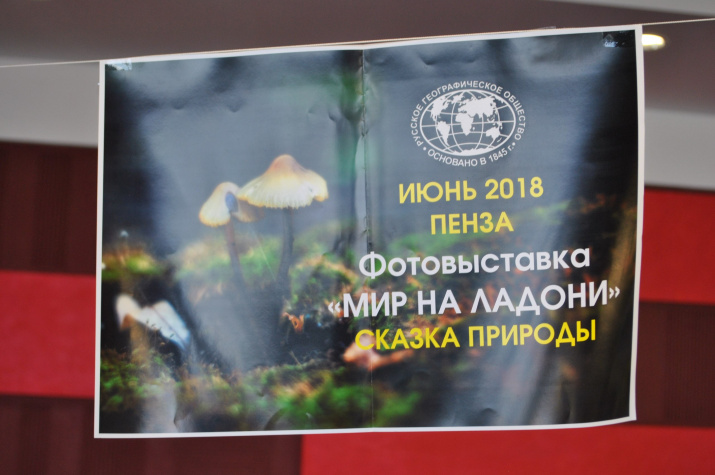 РУССКОЕ ГЕОГРАФИЧЕСКОЕ ОБЩЕСТВО
• ОСНОВАНО В 1845 г. •
ИЮНЬ 2018
ПЕНЗА
Фотовыставка
«МИР НА ЛАДОНИ»
СКАЗКА ПРИРОДЫ